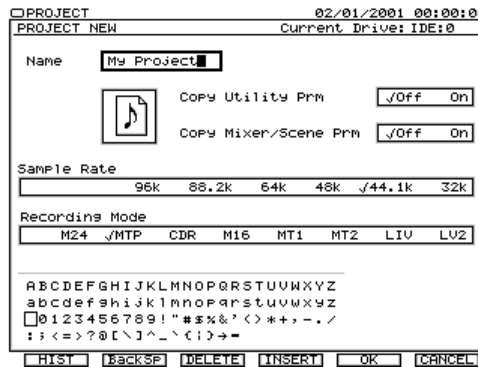 PROJECT 02/01/2001 00:00:0
PROJECT NEW Current Drive:IDE:0
Name My Project
Copy Utility Prm √Off On
Copy Mixer/Scene Prm √Off On
Sample Rate
96k 88.2k 64k 48k √44.1k 32k
Recording Mode
M24 √MTP CDR M16 MT1 MT2 LIV LV2
ABCDEFGHIJKLMNOPQRSTUVWXYZ
abcdefghijklmnopqrstuvwxyz
0123456789!"#$%&'()*+,-./
:;<=>?@[\]^_`{|}→←
HIST BackSP DELETE INSERT OK CANCEL